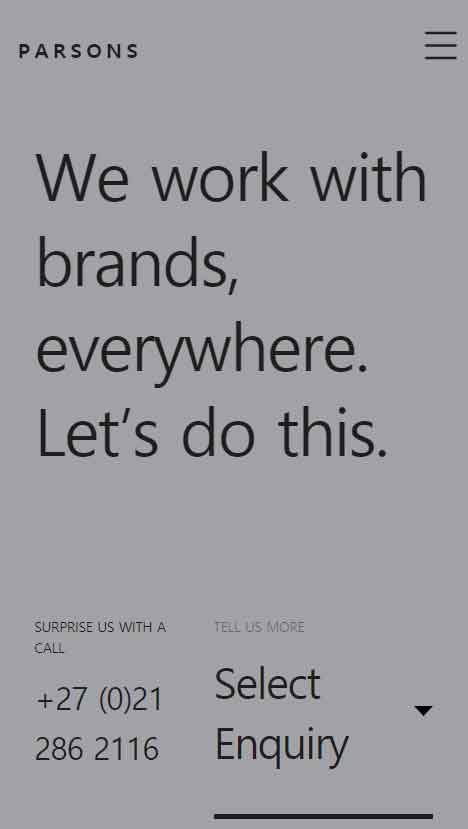 PARSONS
We work with
brands,
everywhere.
Let’s do this.
SURPRISE US WITH A
CALL
+27 (0)21
286 2116
TELL US MORE
Select
Enquiry